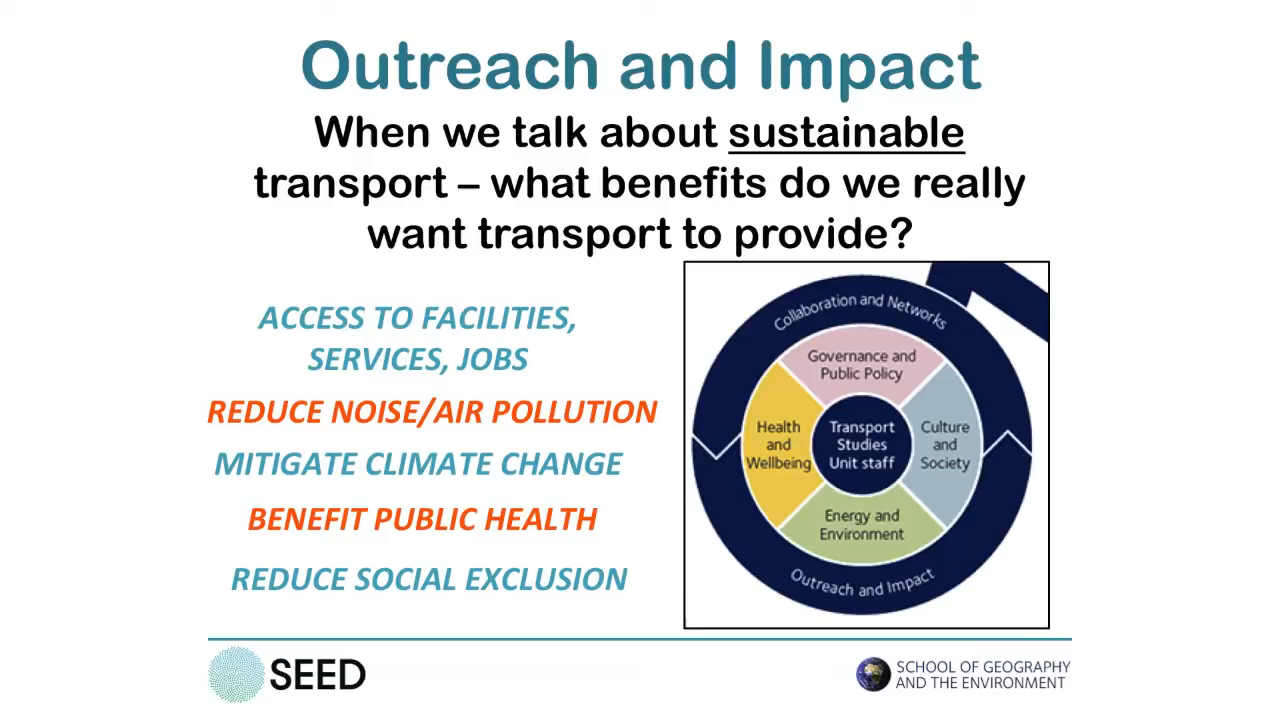 Outreach and Impact
When we talk about sustainable
transport – what benefits do we really
want transport to provide?
ACCESS TO FACILITIES,
SERVICES, JOBS
REDUCE NOISE/AIR POLLUTION
MITIGATE CLIMATE CHANGE
BENEFIT PUBLIC HEALTH
REDUCE SOCIAL EXCLUSION
Collaboration and Networks
Governance and
Public Policy
Health
and
Wellbeing
Transport
Studies
Unit staff
Culture
and
Society
Energy and
Environment
Outreach and Impact
SEED
SCHOOL OF GEOGRAPHY
AND THE ENVIRONMENT